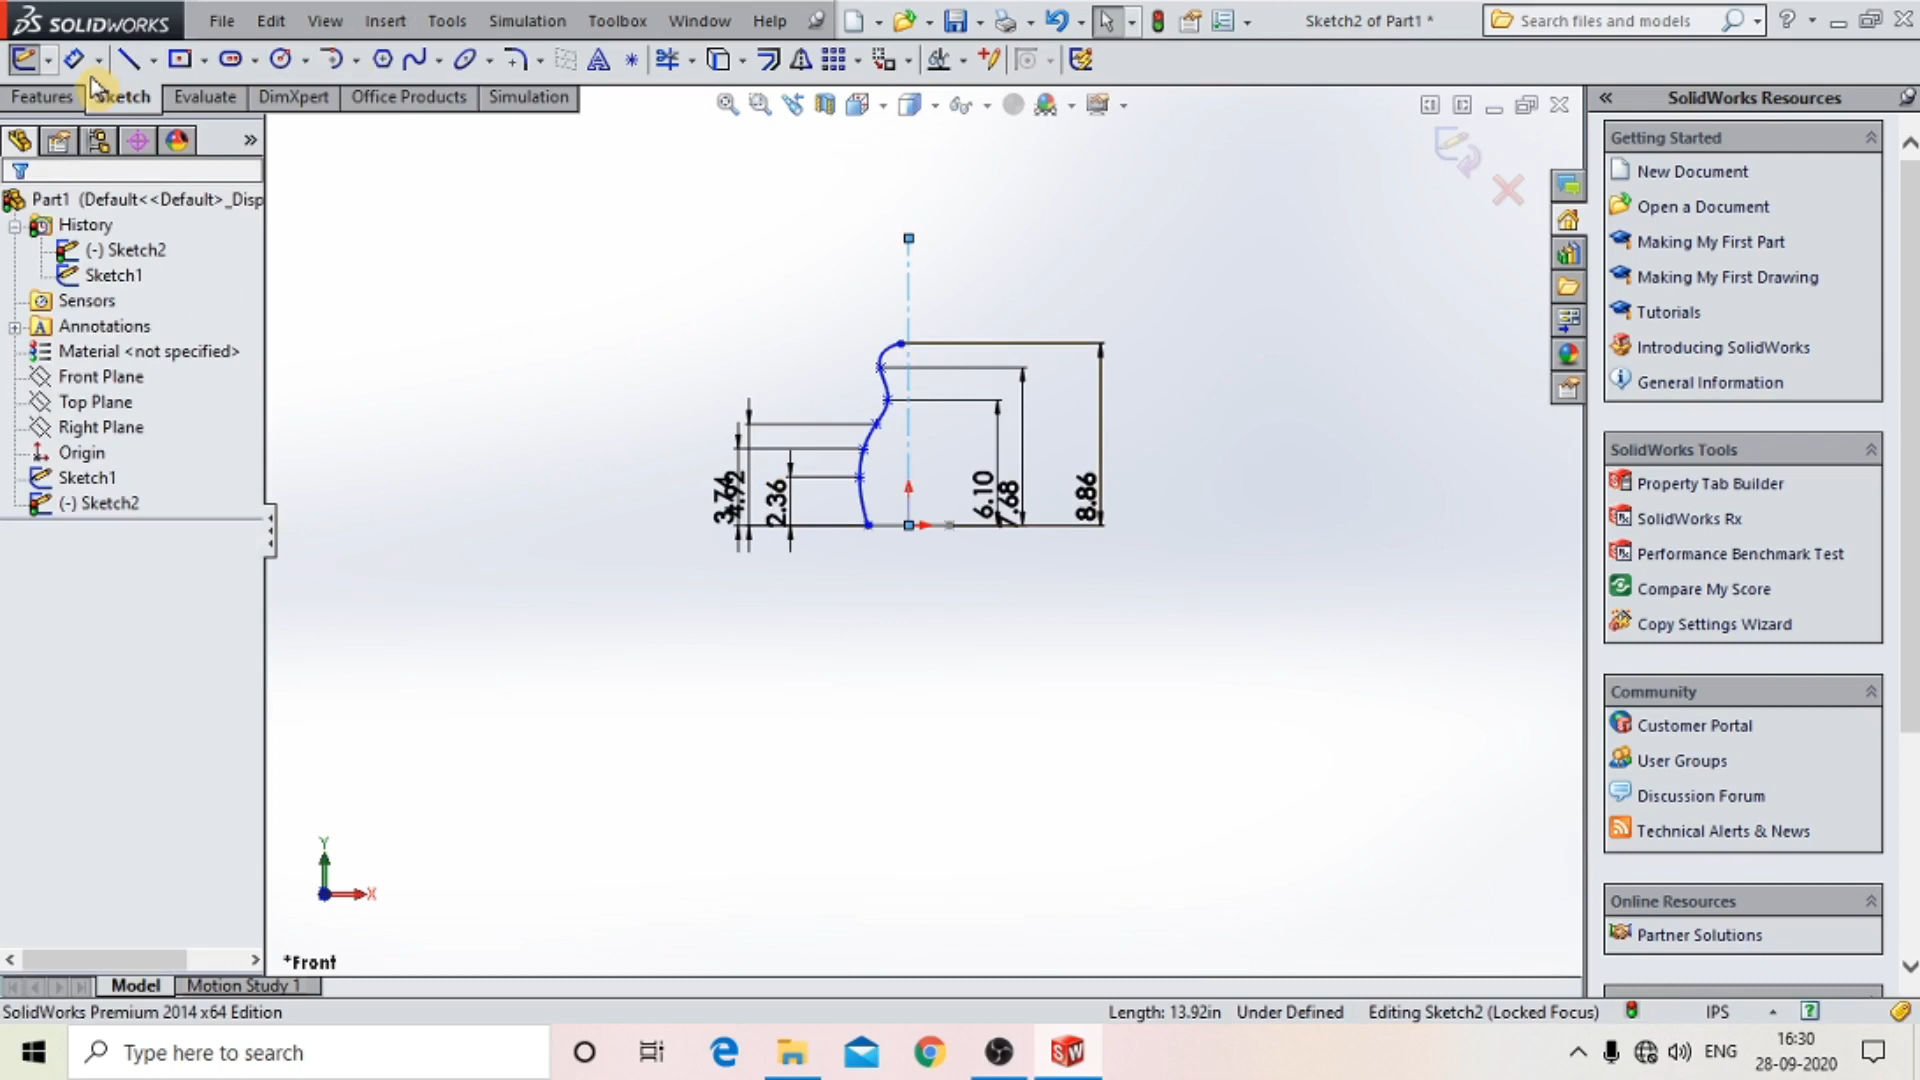 SOLIDWORKS File Edit View Insert Tools Simulation Toolbox Window Help Sketch2 of Part1 * Search files and models
Features Sketch Evaluate DimXpert Office Products Simulation
Part1 (Default<<Default>_Disp
History
(-) Sketch2
Sketch1
Sensors
Annotations
Material <not specified>
Front Plane
Top Plane
Right Plane
Origin
Sketch1
(-) Sketch2
4.72
2.36
6.10
7.68
8.86
Y
X
*Front
SolidWorks Resources
Getting Started
New Document
Open a Document
Making My First Part
Making My First Drawing
Tutorials
Introducing SolidWorks
General Information
SolidWorks Tools
Property Tab Builder
SolidWorks Rx
Performance Benchmark Test
Compare My Score
Copy Settings Wizard
Community
Customer Portal
User Groups
Discussion Forum
Technical Alerts & News
Online Resources
Partner Solutions
Model Motion Study 1
SolidWorks Premium 2014 x64 Edition Length: 13.92in Under Defined Editing Sketch2 (Locked Focus) IPS
Type here to search ENG 16:30
28-09-2020